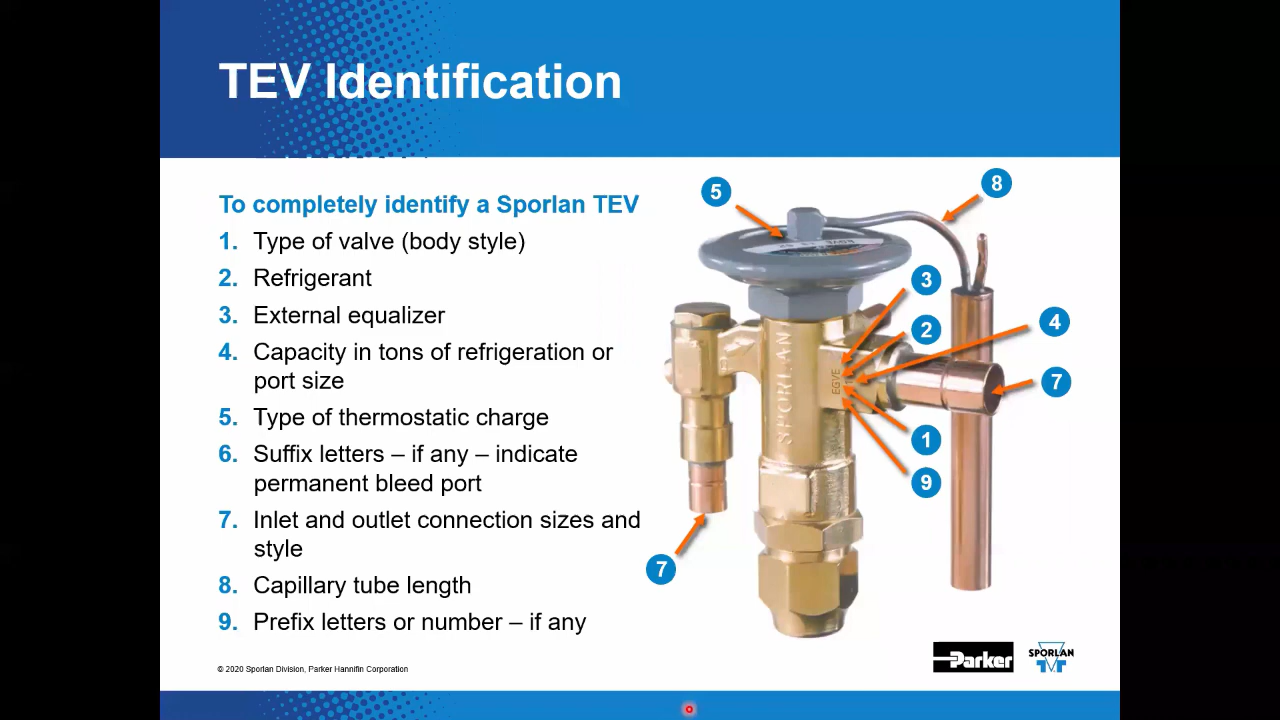 TEV Identification
To completely identify a Sporlan TEV
1. Type of valve (body style)
2. Refrigerant
3. External equalizer
4. Capacity in tons of refrigeration or
port size
5. Type of thermostatic charge
6. Suffix letters – if any – indicate
permanent bleed port
7. Inlet and outlet connection sizes and
style
8. Capillary tube length
9. Prefix letters or number – if any
5
8
3
2
4
7
1
9
7
SPORLAN
EGVE
© 2020 Sporlan Division, Parker Hannifin Corporation
Parker
SPORLAN